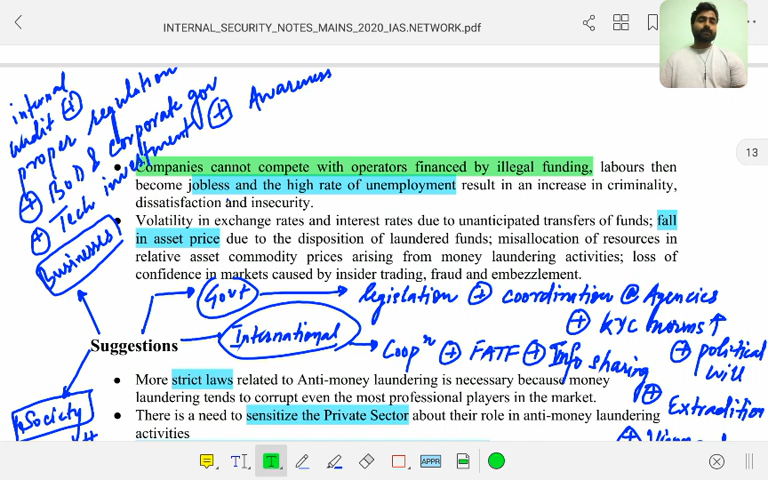 INTERNAL_SECURITY_NOTES_MAINS_2020_IAS.NETWORK.pdf
13
internal
audit +
proper regulation
+ BOD & corporate gov
+ Tech investment + Awareness
Businesses
• Companies cannot compete with operators financed by illegal funding, labours then
become jobless and the high rate of unemployment result in an increase in criminality,
dissatisfaction and insecurity.
• Volatility in exchange rates and interest rates due to unanticipated transfers of funds; fall
in asset price due to the disposition of laundered funds; misallocation of resources in
relative asset commodity prices arising from money laundering activities; loss of
confidence in markets caused by insider trading, fraud and embezzlement.
Govt legislation + coordination @ Agencies
+ KYC norms ↑
+ political
will
International
Coopn + FATF + Info sharing
+ Extradition
Suggestions
• More strict laws related to Anti-money laundering is necessary because money
laundering tends to corrupt even the most professional players in the market.
Society
• There is a need to sensitize the Private Sector about their role in anti-money laundering
activities
APPR